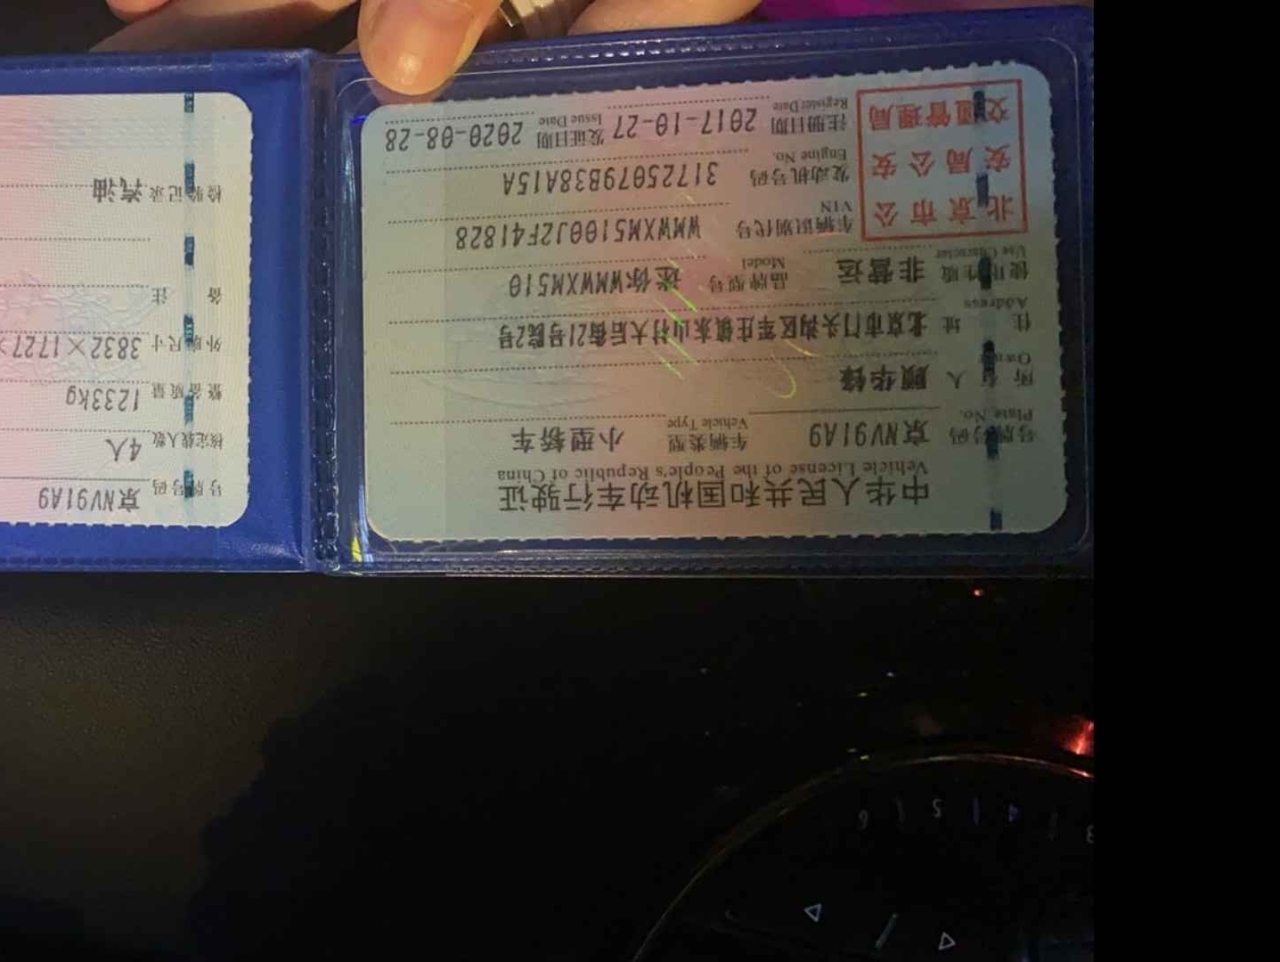 中华人民共和国机动车行驶证
Vehicle License of the People's Republic of China
号牌号码 京NV91A9 车辆类型 小型轿车
Plate No. Vehicle Type
所有人 顾华锋
Owner
住址 北京市门头沟区军庄镇东山村大后街21号院2号
Address
使用性质 非营运 品牌型号 迷你WMWXM510
Use Character Model
北京市公
安局公安
交通管理局
车辆识别代号 WMWXM5100J2F41828
VIN
发动机号码 31725079B38A15A
Engine No.
注册日期 2017-10-27 发证日期 2020-08-28
Register Date Issue Date
号牌号码 京NV91A9
核定载人数 4人
整备质量 1233kg
外廓尺寸 3832×1727×
备注
检验记录 汽油
3 4 5 6